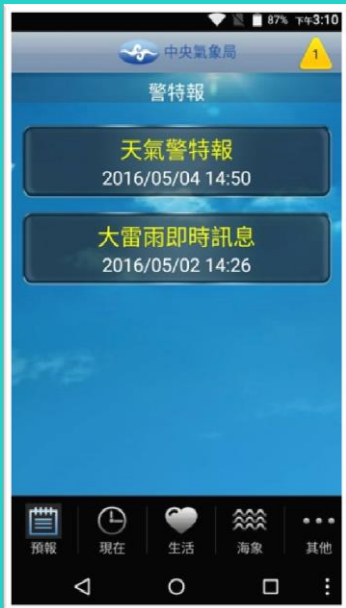 87% 下午3:10
中央氣象局
1
警特報
天氣警特報
2016/05/04 14:50
大雷雨即時訊息
2016/05/02 14:26
預報 現在 生活 海象 其他